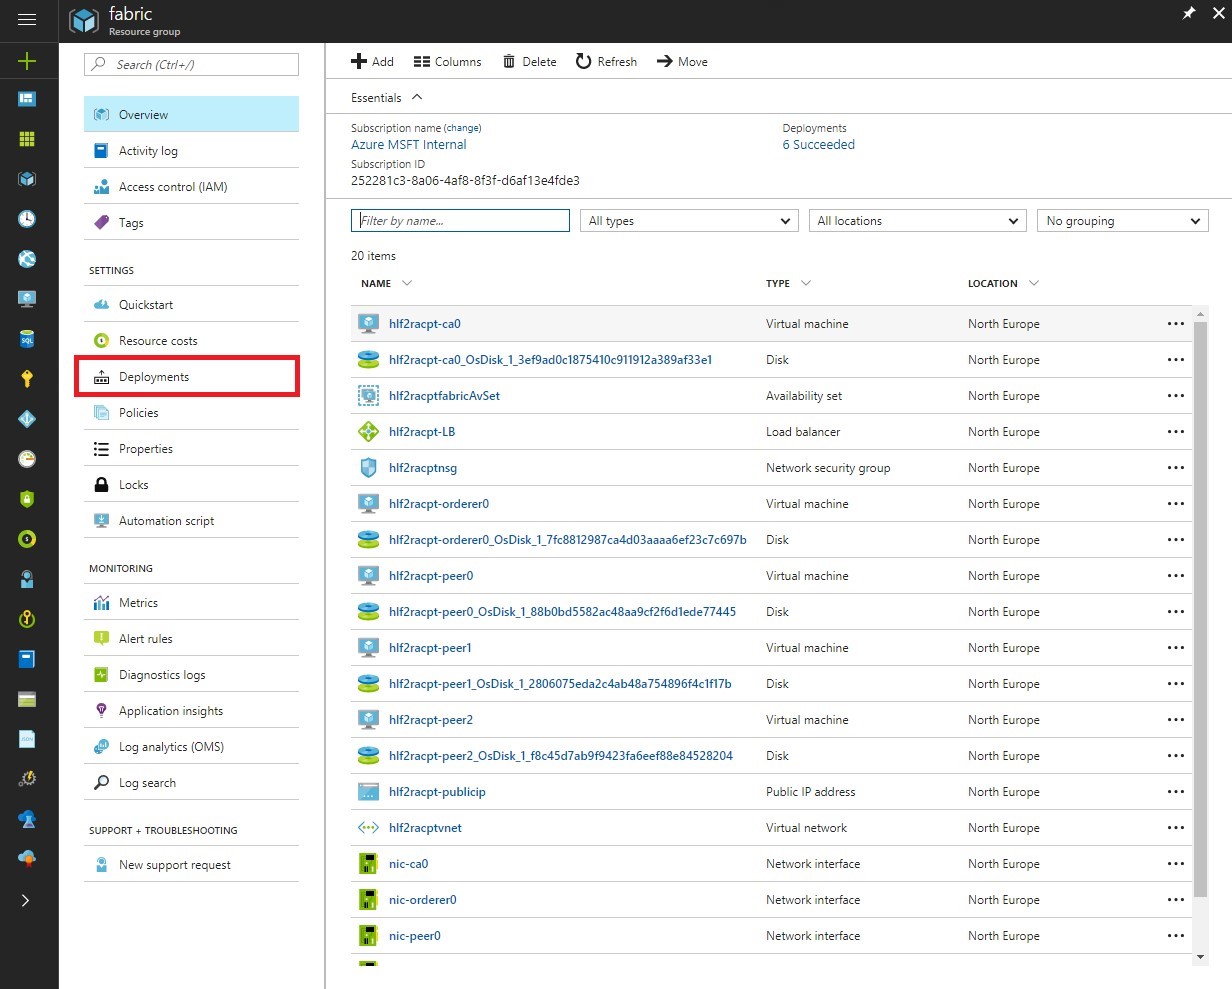 fabric
Resource group
Search (Ctrl+/)
Overview
Activity log
Access control (IAM)
Tags
SETTINGS
Quickstart
Resource costs
Deployments
Policies
Properties
Locks
Automation script
MONITORING
Metrics
Alert rules
Diagnostics logs
Application insights
Log analytics (OMS)
Log search
SUPPORT + TROUBLESHOOTING
New support request
Add Columns Delete Refresh Move
Essentials
Subscription name (change) Deployments
Azure MSFT Internal 6 Succeeded
Subscription ID
252281c3-8a06-4af8-8f3f-d6af13e4fde3
Filter by name... All types All locations No grouping
20 items
NAME TYPE LOCATION
hlf2racpt-ca0 Virtual machine North Europe
hlf2racpt-ca0_OsDisk_1_3ef9ad0c1875410c911912a389af33e1 Disk North Europe
hlf2racptfabricAvSet Availability set North Europe
hlf2racpt-LB Load balancer North Europe
hlf2racptnsg Network security group North Europe
hlf2racpt-orderer0 Virtual machine North Europe
hlf2racpt-orderer0_OsDisk_1_7fc8812987ca4d03aaaa6ef23c7c697b Disk North Europe
hlf2racpt-peer0 Virtual machine North Europe
hlf2racpt-peer0_OsDisk_1_88b0bd5582ac48aa9cf2f6d1ede77445 Disk North Europe
hlf2racpt-peer1 Virtual machine North Europe
hlf2racpt-peer1_OsDisk_1_2806075eda2c4ab48a754896f4c1f17b Disk North Europe
hlf2racpt-peer2 Virtual machine North Europe
hlf2racpt-peer2_OsDisk_1_f8c45d7ab9f9423fa6eef88e84528204 Disk North Europe
hlf2racpt-publicip Public IP address North Europe
hlf2racptvnet Virtual network North Europe
nic-ca0 Network interface North Europe
nic-orderer0 Network interface North Europe
nic-peer0 Network interface North Europe